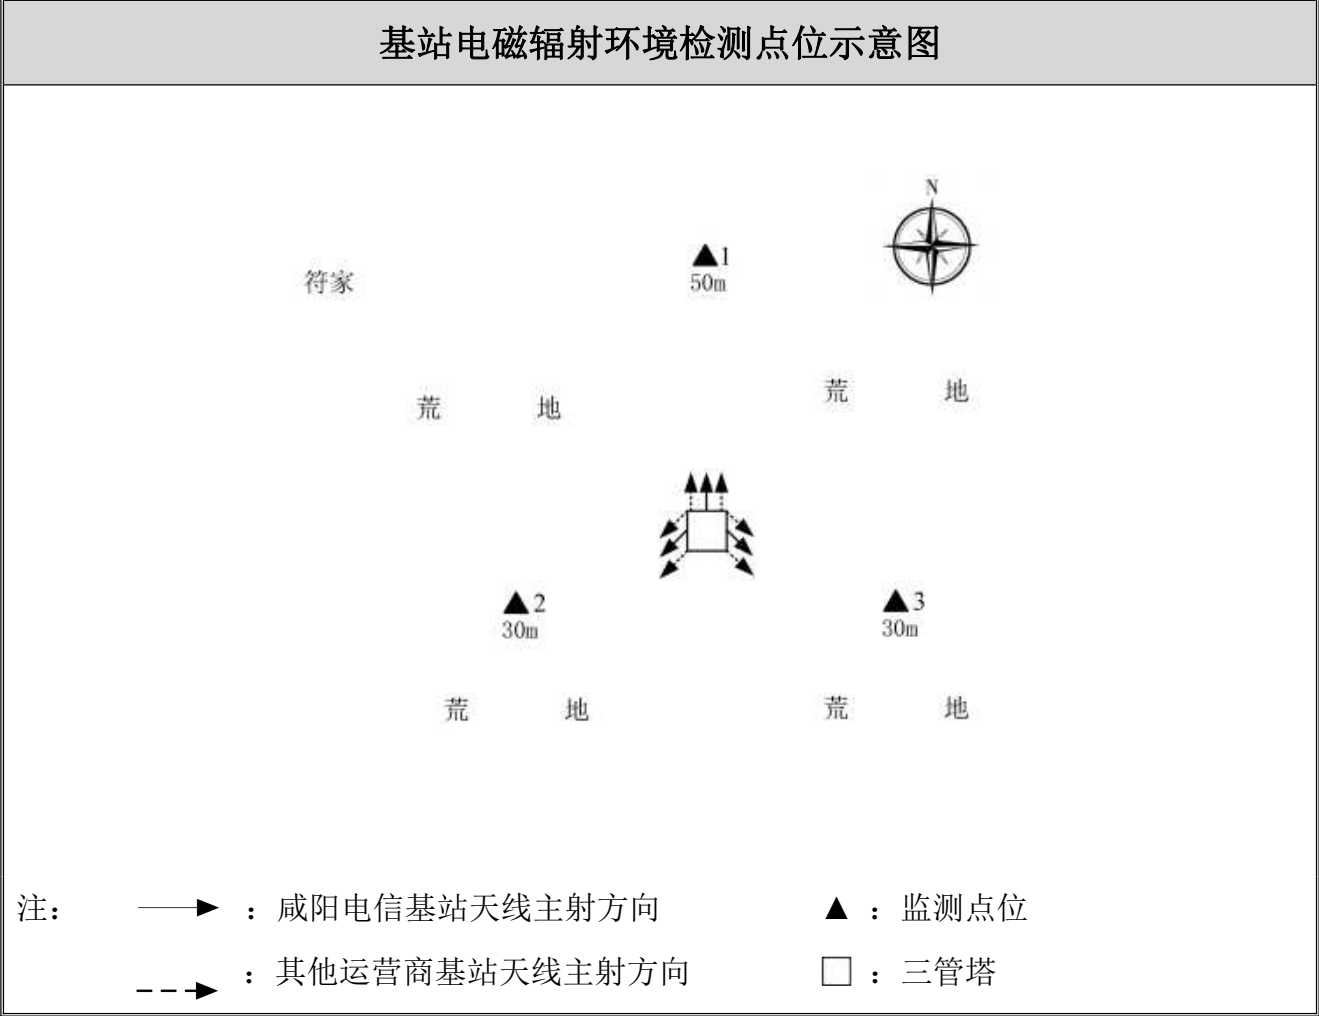 基站电磁辐射环境检测点位示意图
N
▲1
50m
符家
荒 地
荒 地
▲2
30m
▲3
30m
荒 地
荒 地
注： ：咸阳电信基站天线主射方向 ▲：监测点位
：其他运营商基站天线主射方向 □：三管塔